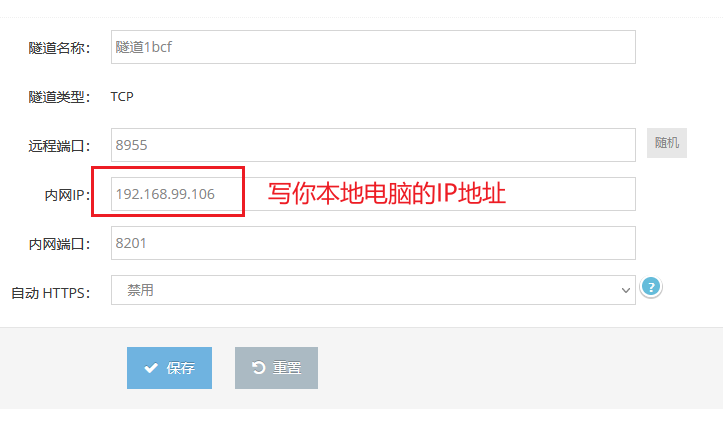 隧道名称： 隧道1bcf
隧道类型： TCP
远程端口： 8955 随机
内网IP： 192.168.99.106 写你本地电脑的IP地址
内网端口： 8201
自动 HTTPS： 禁用 ?
保存 重置